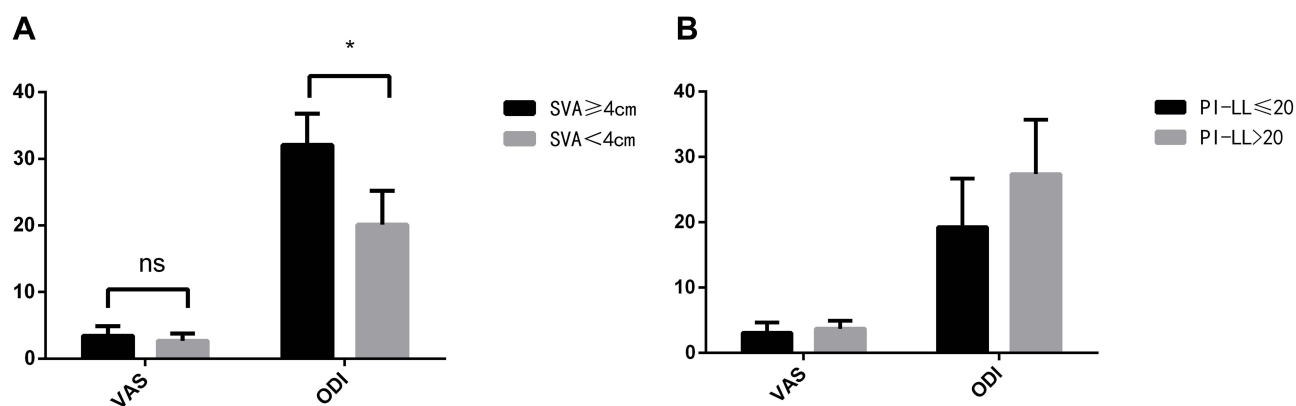 A
*
40
30
20
10
0
ns
VAS
ODI
SVA≥4cm
SVA<4cm
B
40
30
20
10
0
VAS
ODI
PI-LL≤20
PI-LL>20